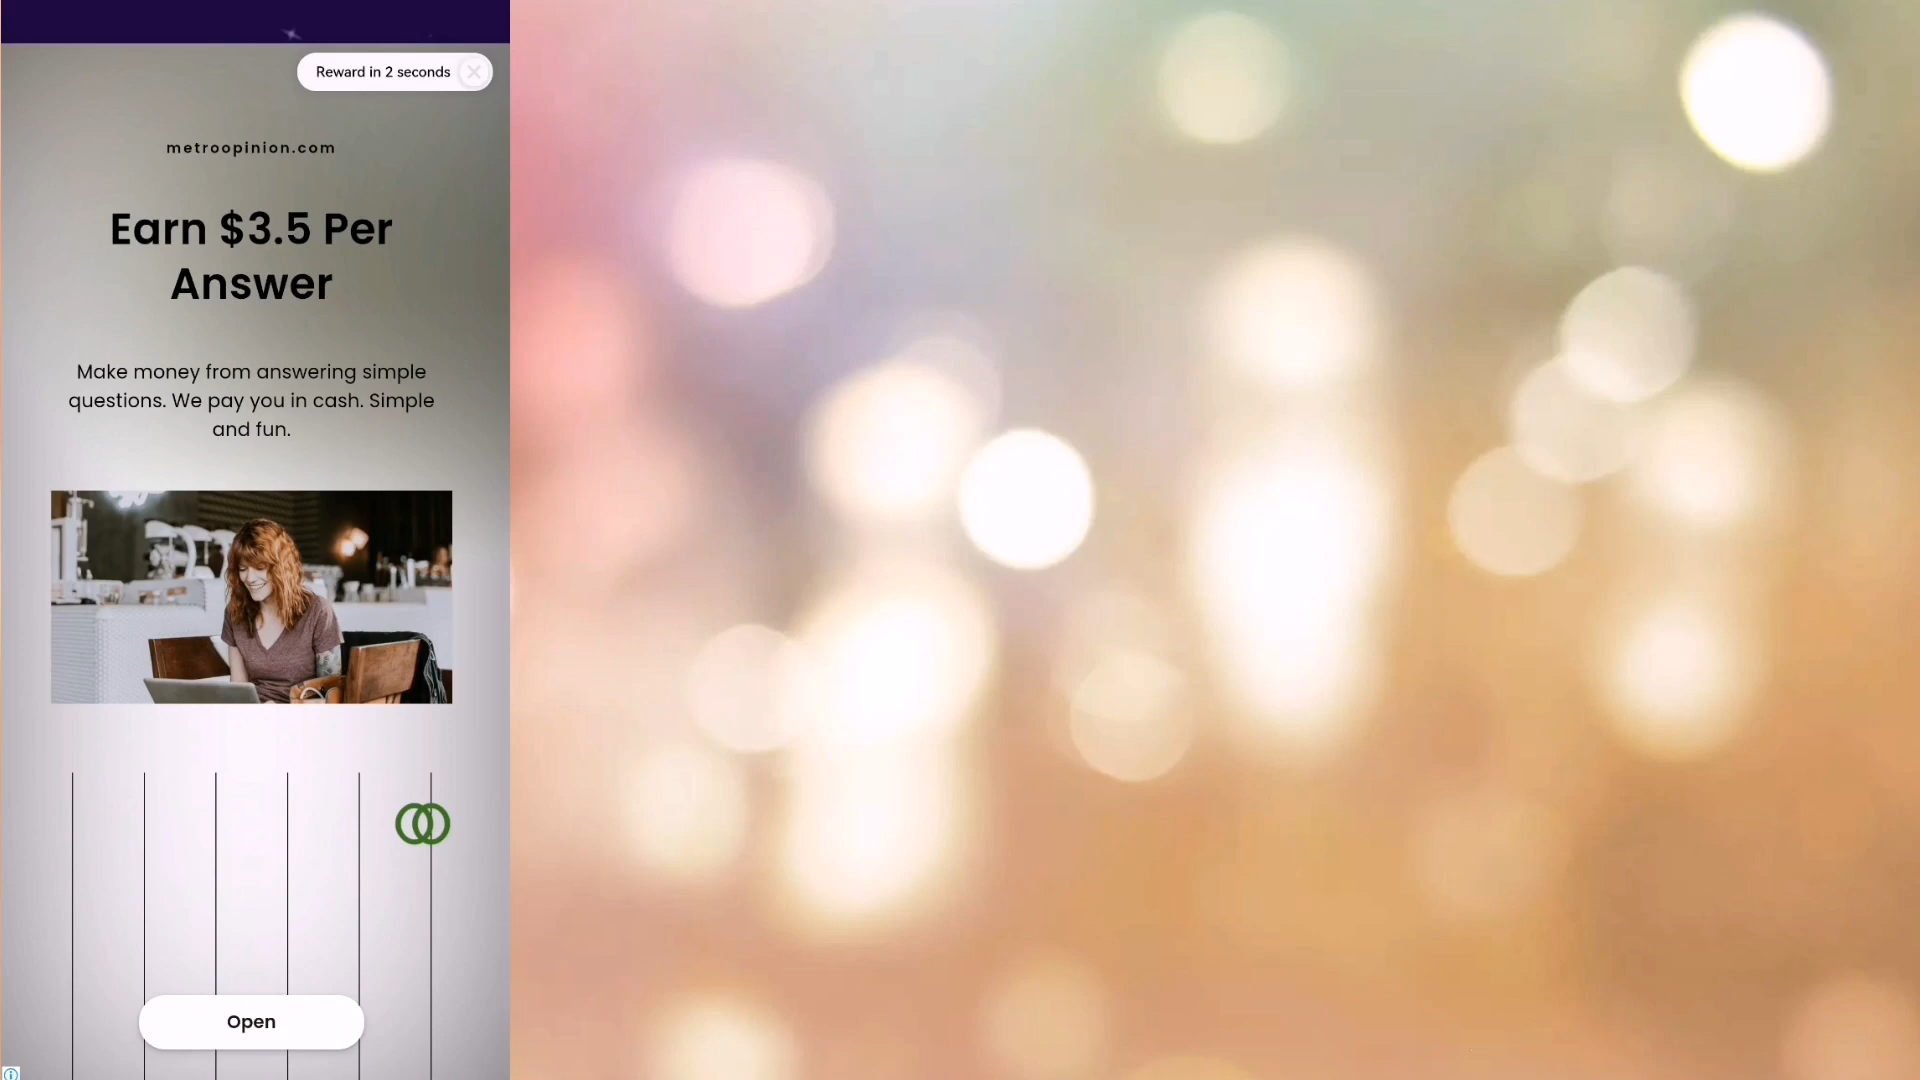 Reward in 2 seconds
metroopinion.com
Earn $3.5 Per
Answer
Make money from answering simple
questions. We pay you in cash. Simple
and fun.
Open